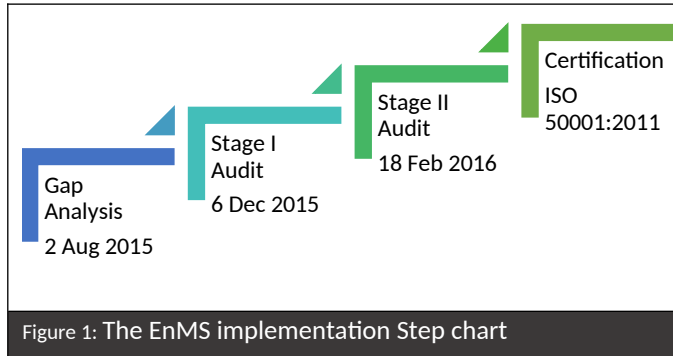 Gap
Analysis
2 Aug 2015
Stage I
Audit
6 Dec 2015
Stage II
Audit
18 Feb 2016
Certification
ISO
50001:2011
Figure 1: The EnMS implementation Step chart